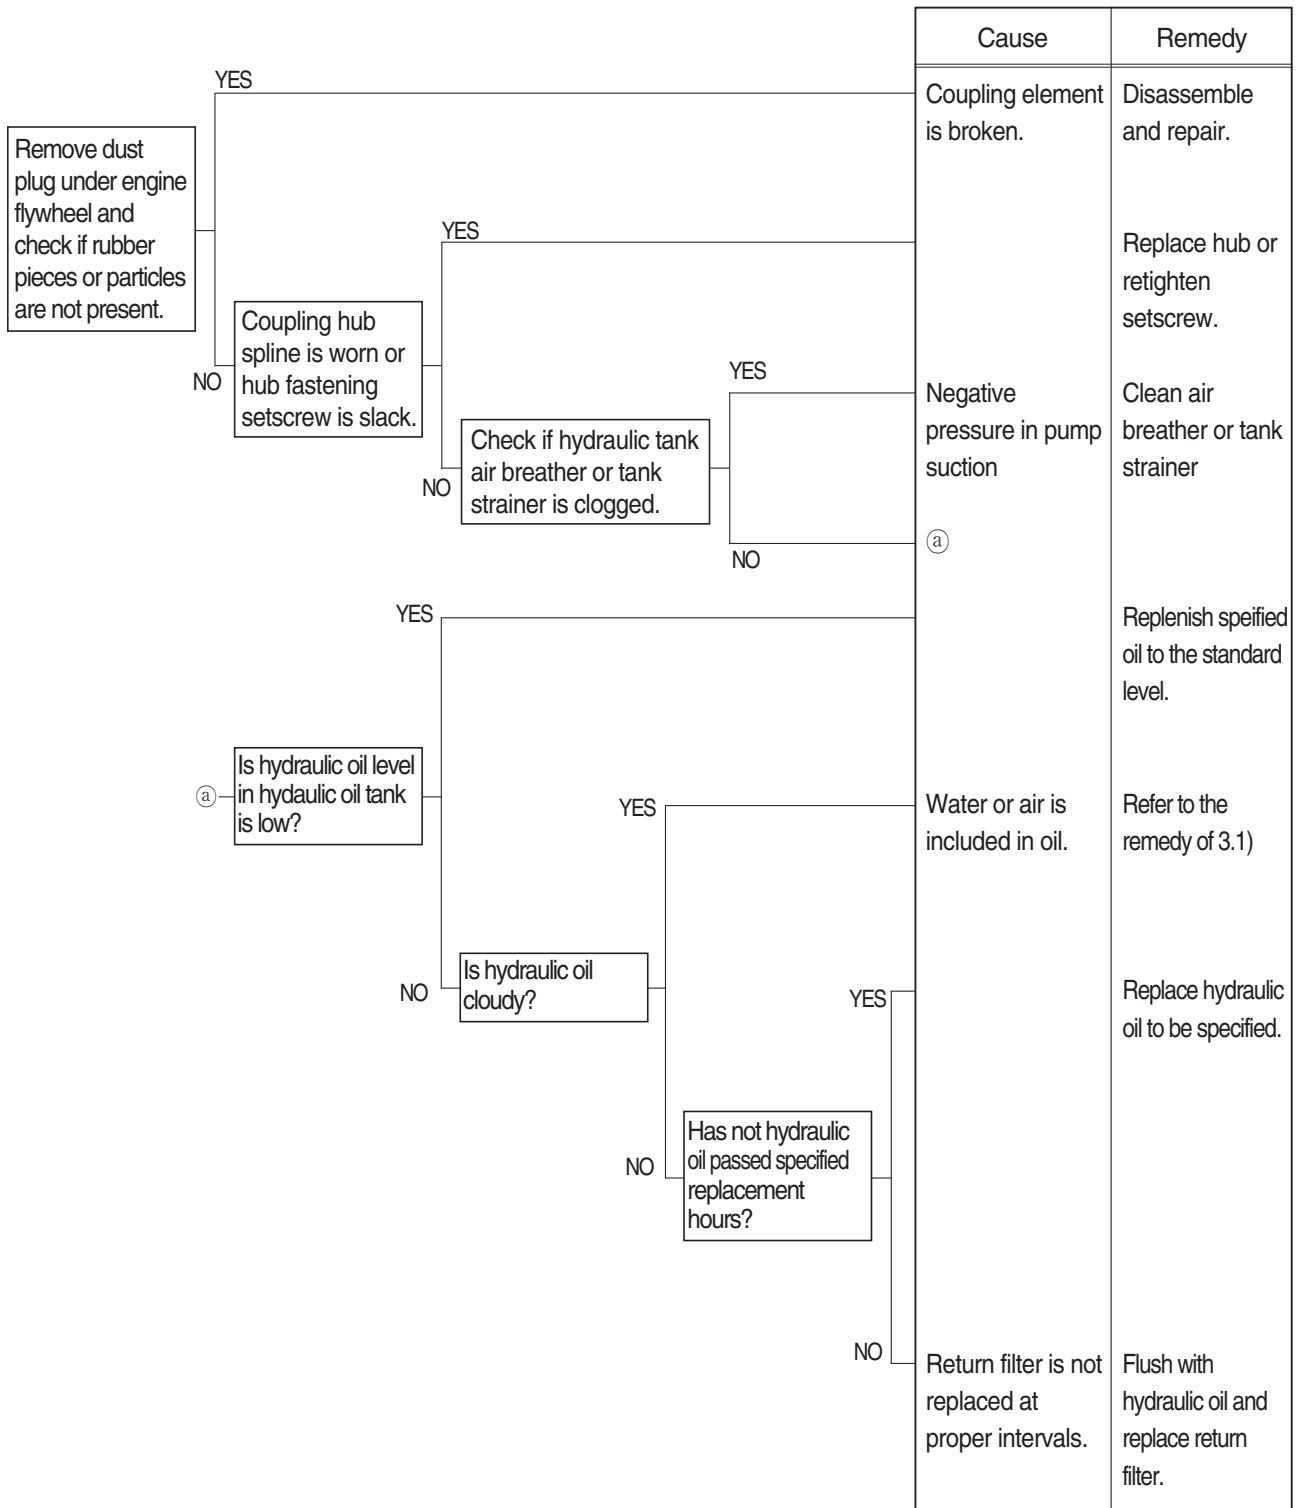 Cause
Remedy
YES
Coupling element
is broken.
Disassemble
and repair.
Remove dust
plug under engine
flywheel and
check if rubber
pieces or particles
are not present.
YES
Replace hub or
retighten
setscrew.
NO
Coupling hub
spline is worn or
hub fastening
setscrew is slack.
YES
Negative
pressure in pump
suction
Clean air
breather or tank
strainer
NO
Check if hydraulic tank
air breather or tank
strainer is clogged.
NO
ⓐ
YES
Replenish speified
oil to the standard
level.
ⓐ
Is hydraulic oil level
in hydaulic oil tank
is low?
YES
Water or air is
included in oil.
Refer to the
remedy of 3.1)
NO
Is hydraulic oil
cloudy?
YES
Replace hydraulic
oil to be specified.
NO
Has not hydraulic
oil passed specified
replacement
hours?
NO
Return filter is not
replaced at
proper intervals.
Flush with
hydraulic oil and
replace return
filter.